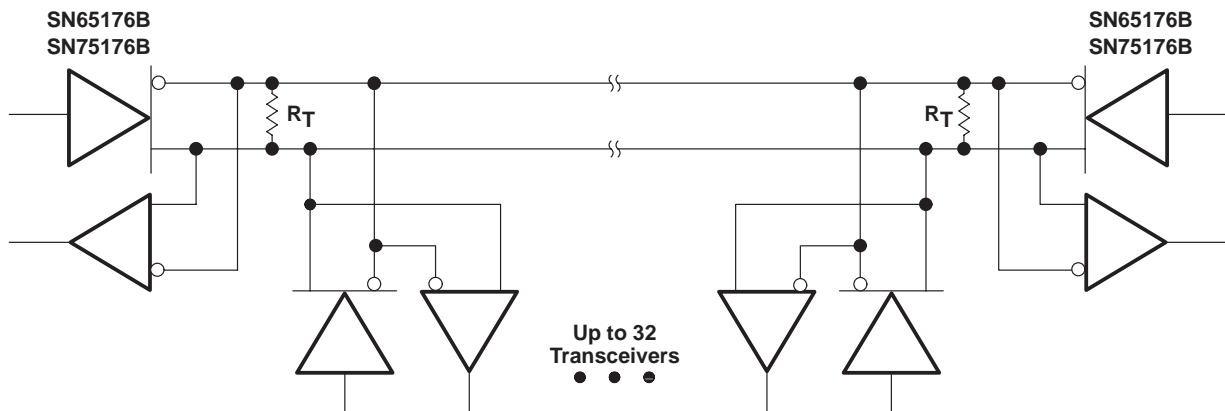 SN65176B
SN75176B
SN65176B
SN75176B
RT
RT
Up to 32
Transceivers